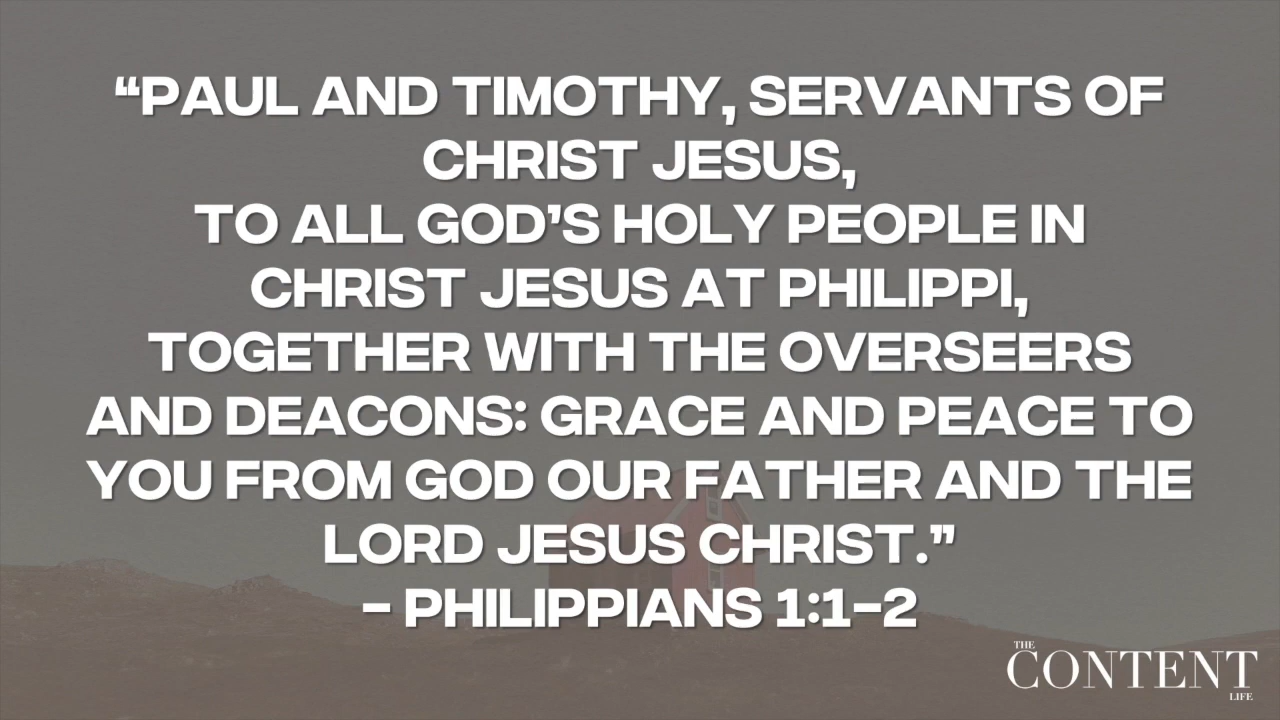 “PAUL AND TIMOTHY, SERVANTS OF
CHRIST JESUS,
TO ALL GOD’S HOLY PEOPLE IN
CHRIST JESUS AT PHILIPPI,
TOGETHER WITH THE OVERSEERS
AND DEACONS: GRACE AND PEACE TO
YOU FROM GOD OUR FATHER AND THE
LORD JESUS CHRIST.”
- PHILIPPIANS 1:1-2
THE
CONTENT
LIFE